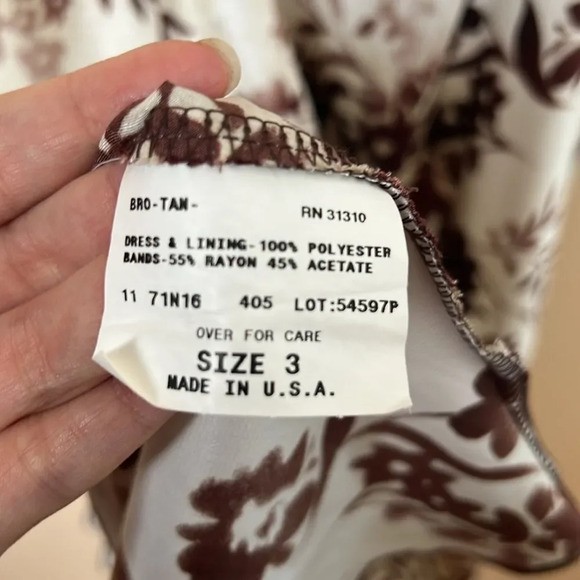 BRO-TAN- RN 31310
DRESS & LINING-100% POLYESTER
BANDS-55% RAYON 45% ACETATE
11 71N16 405 LOT:54597P
OVER FOR CARE
SIZE 3
MADE IN U.S.A.